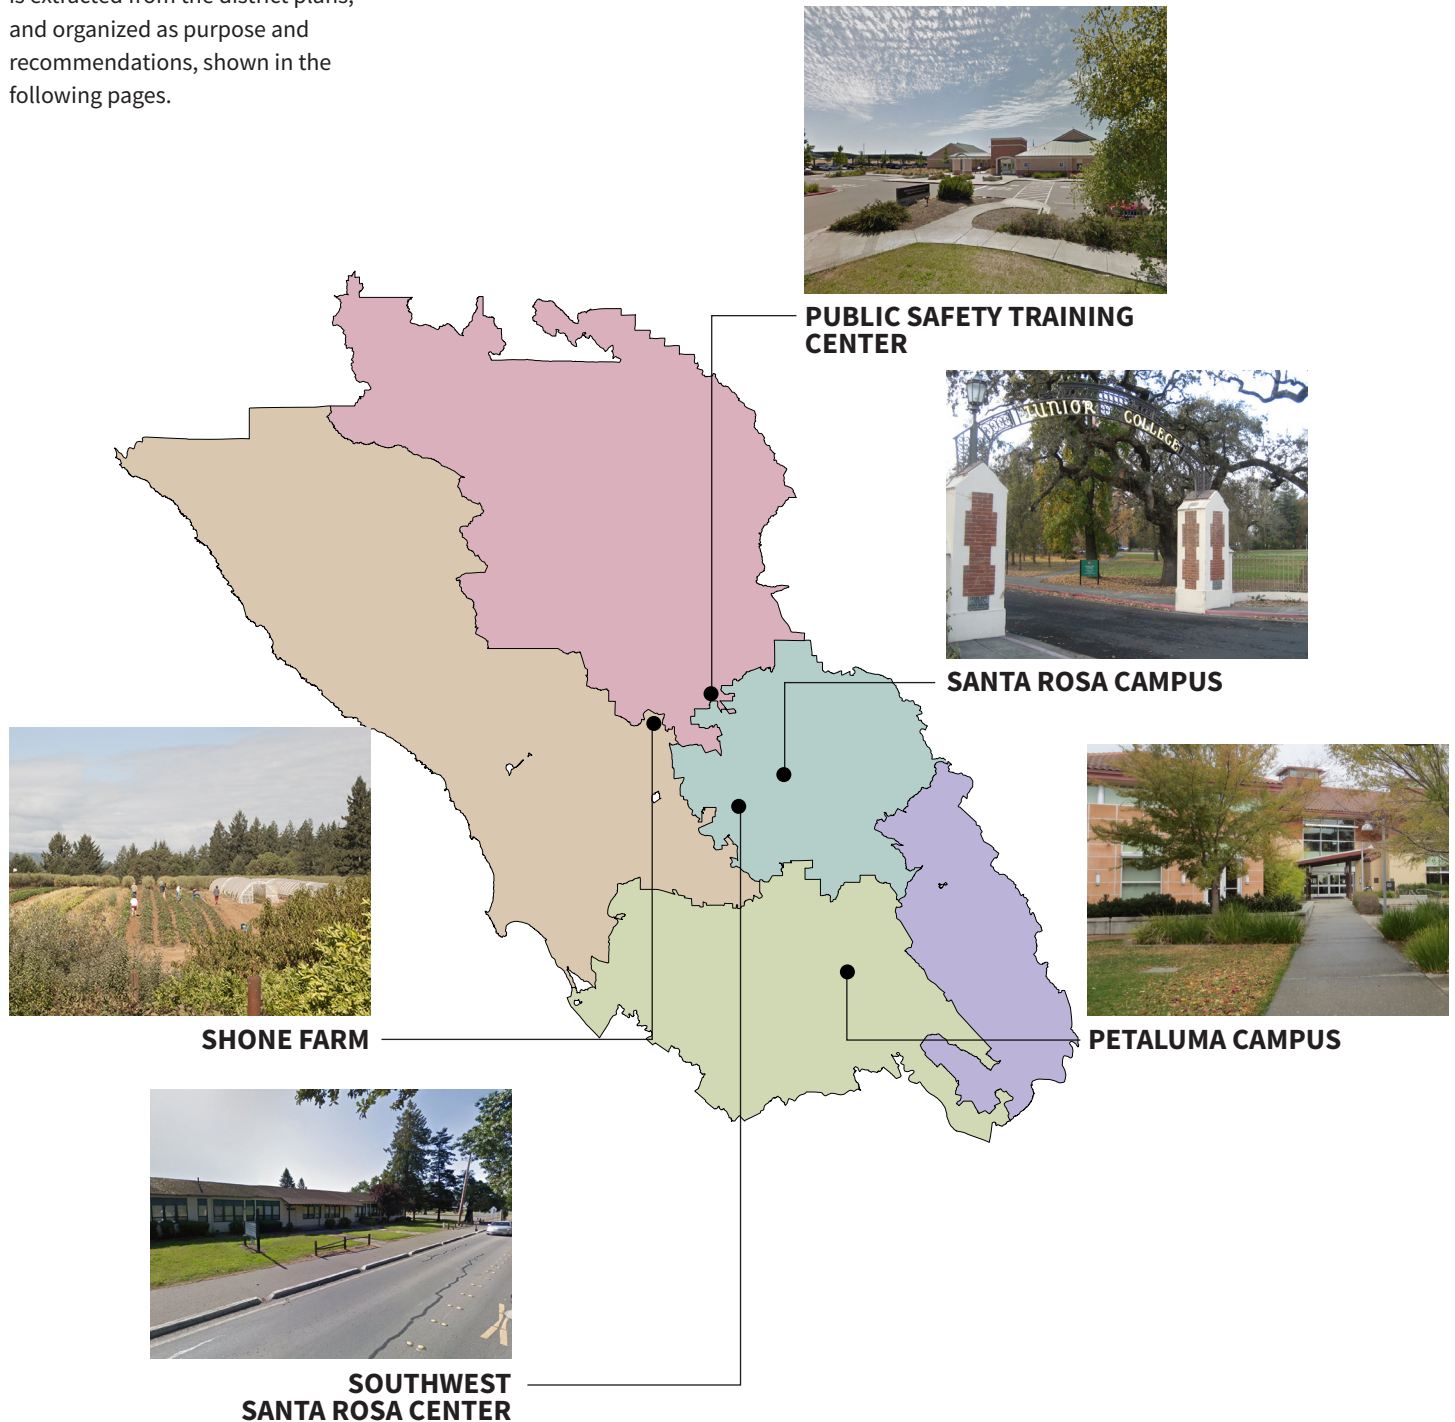 is extracted from the district plans,
and organized as purpose and
recommendations, shown in the
following pages.
PUBLIC SAFETY TRAINING
CENTER
JUNIOR COLLEGE
SANTA ROSA CAMPUS
SHONE FARM
PETALUMA CAMPUS
SOUTHWEST
SANTA ROSA CENTER